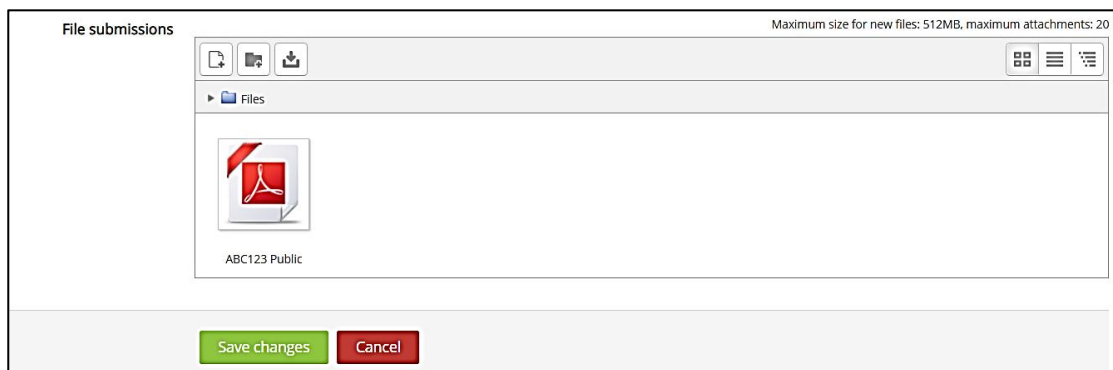 File submissions
Maximum size for new files: 512MB, maximum attachments: 20
Files
ABC123 Public
Save changes
Cancel